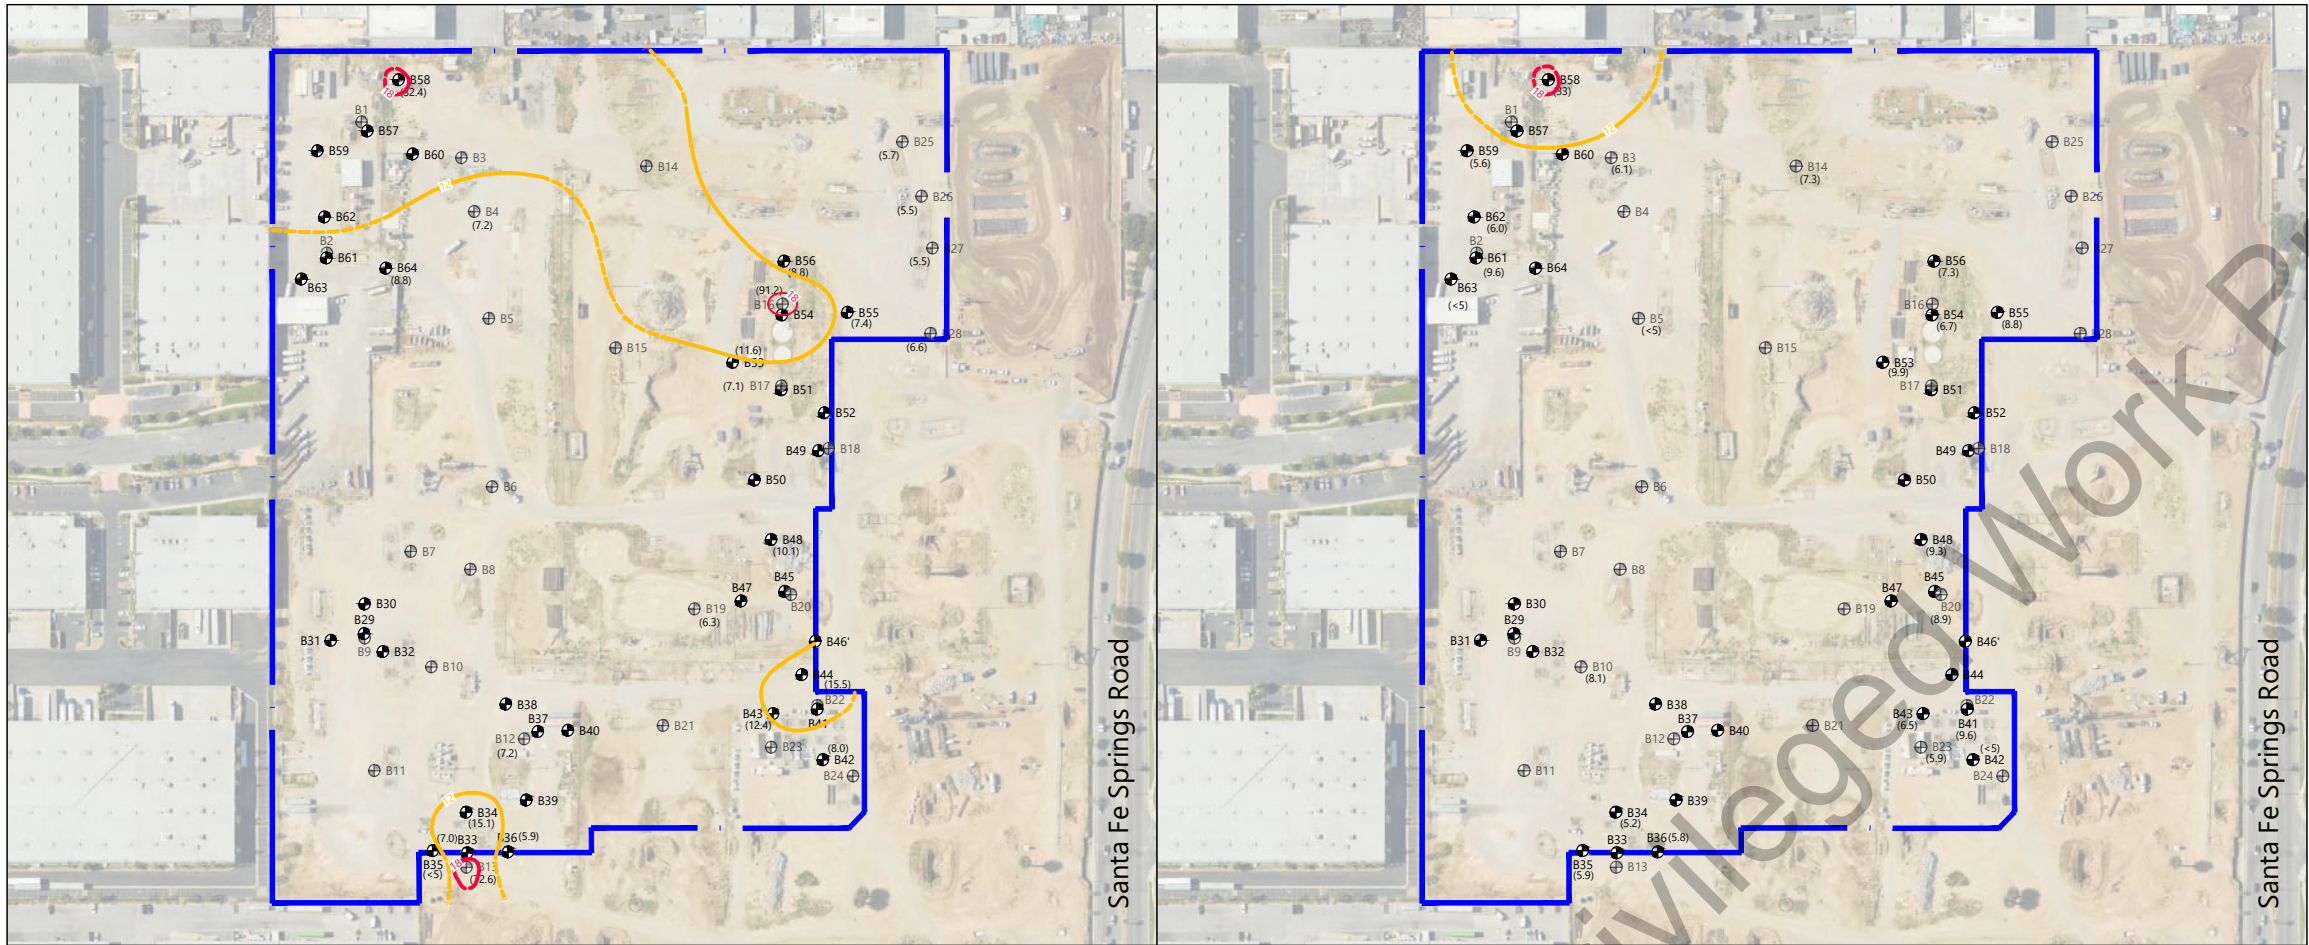 B58
(32.4)
18
B1
B57
B59
B60
B3
B14
B25
(5.7)
12
B26
(5.5)
B4
(7.2)
B62
B2
B61
B64
(8.8)
B63
B27
(5.5)
B56
(8.8)
(91.2)
18
B16
B54
B55
(7.4)
B5
B28
(6.6)
B15
(11.6)
B53
(7.1)
B17
B51
B52
B49
B18
B50
B6
B48
(10.1)
B7
B8
B45
B47
B20
B19
(6.3)
B30
B29
B31
B9
B32
B46'
B10
B44
(15.5)
B22
B43
(12.4)
B41
B38
B37
B40
B12
(7.2)
B21
B23
(8.0)
B42
B24
B11
12
B39
B34
(15.1)
(7.0)
B33
B36
(5.9)
B35
(<5)
18
B13
(72.6)
Santa Fe Springs Road
B58
(33)
18
B1
B57
12
B59
(5.6)
B60
B3
(6.1)
B14
(7.3)
B25
B26
B4
B62
(6.0)
B2
B61
(9.6)
B64
B63
(<5)
B27
B56
(7.3)
B16
B54
(6.7)
B55
(8.8)
B5
(<5)
B28
B15
B53
(9.9)
B17
B51
B52
B49
B18
B50
B6
B48
(9.3)
B7
B8
B45
B47
B20
(8.9)
B19
B30
B29
B31
B9
B32
B46'
B10
(8.1)
B44
B22
B43
(6.5)
B41
(9.6)
B38
B37
B40
B12
B21
B23
(5.9)
(<5)
B42
B24
B11
B39
B34
(5.2)
B33
B36
(5.8)
B35
(5.9)
B13
Santa Fe Springs Road
ivileged Work Pr